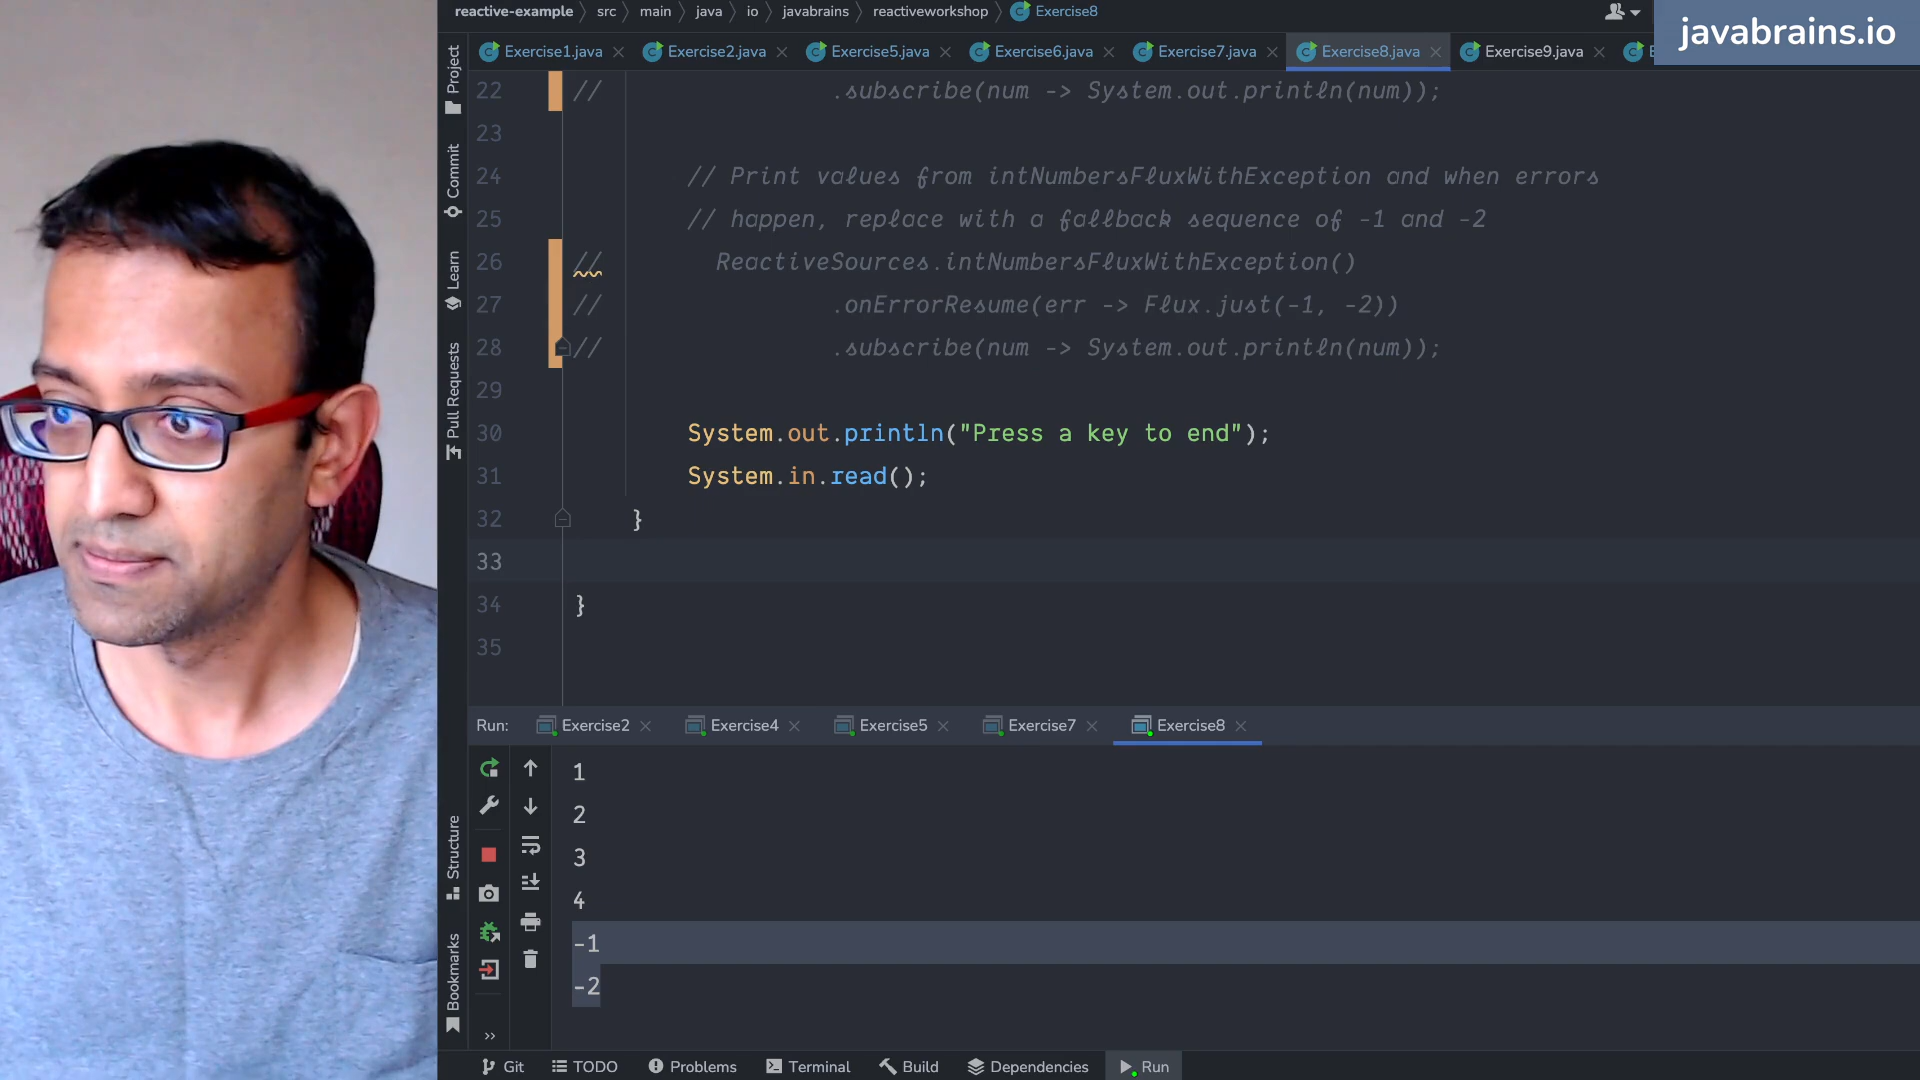 reactive-example src main java io javabrains reactiveworkshop Exercise8
javabrains.io
Exercise1.java Exercise2.java Exercise5.java Exercise6.java Exercise7.java Exercise8.java Exercise9.java
Project
Commit
Learn
Pull Requests
Structure
Bookmarks
22 // .subscribe(num -> System.out.println(num));
23
24 // Print values from intNumbersFluxWithException and when errors
25 // happen, replace with a fallback sequence of -1 and -2
26 // ReactiveSources.intNumbersFluxWithException()
27 // .onErrorResume(err -> Flux.just(-1, -2))
28 // .subscribe(num -> System.out.println(num));
29
30 System.out.println("Press a key to end");
31 System.in.read();
32 }
33
34 }
35
Run: Exercise2 Exercise4 Exercise5 Exercise7 Exercise8
1
2
3
4
-1
-2
Git TODO Problems Terminal Build Dependencies Run